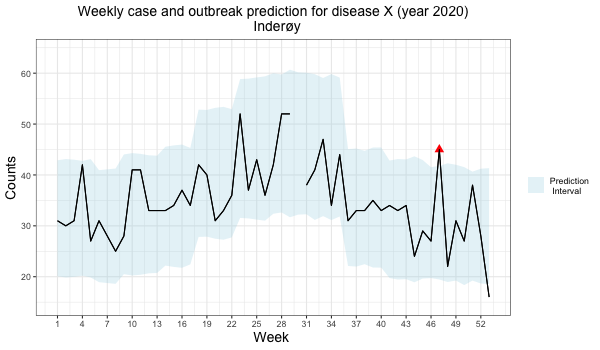 Weekly case and outbreak prediction for disease X (year 2020)
Inderøy
Counts
60
50
40
30
20
1 4 7 10 13 16 19 22 25 28 31 34 37 40 43 46 49 52
Week
Prediction
Interval